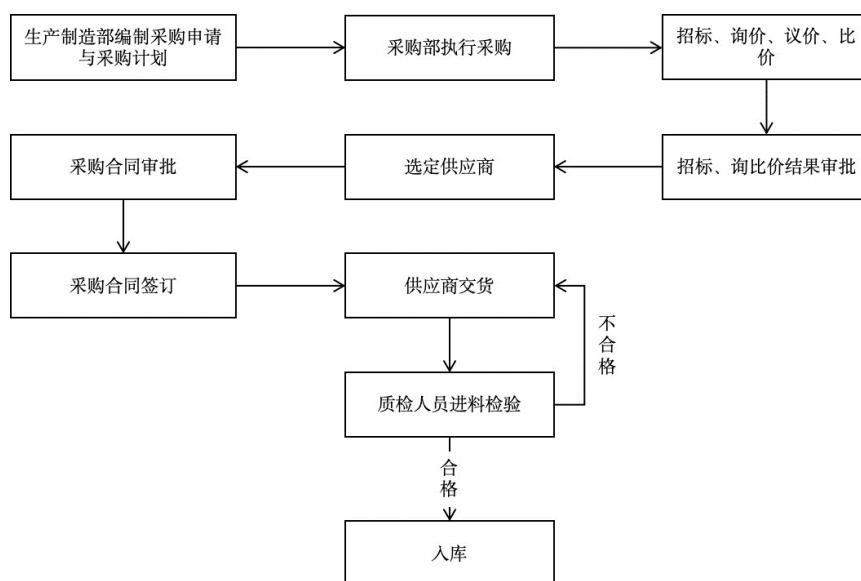 生产制造部编制采购申请
与采购计划
采购部执行采购
招标、询价、议价、比
价
招标、询比价结果审批
选定供应商
采购合同审批
采购合同签订
供应商交货
不
合
格
质检人员进料检验
合
格
入库